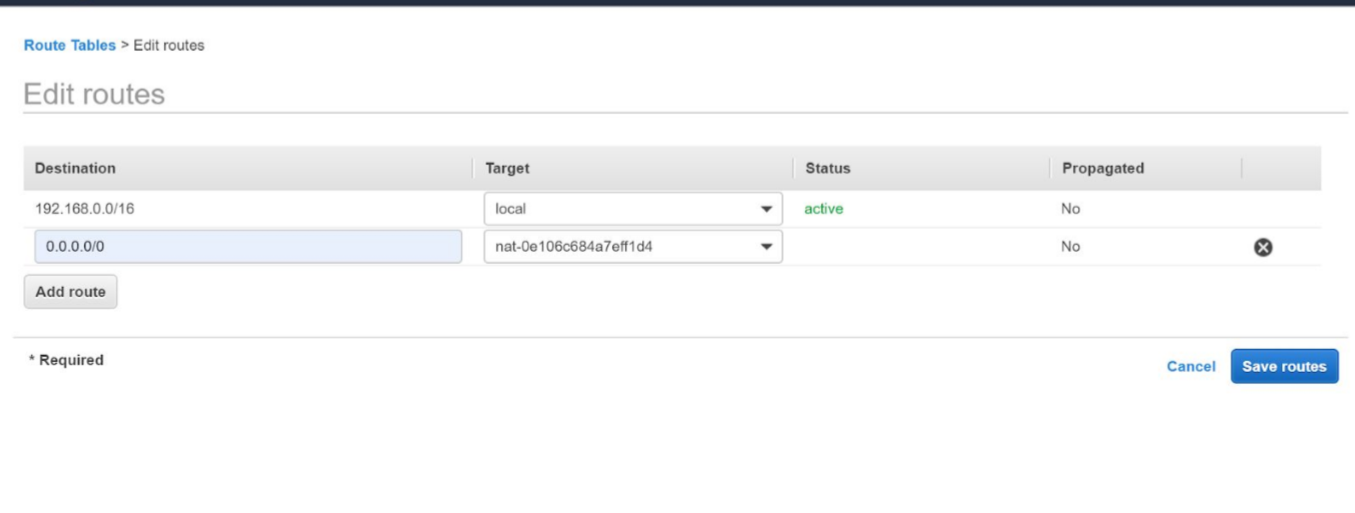 Route Tables > Edit routes
Edit routes
Destination Target Status Propagated
192.168.0.0/16 local active No
0.0.0.0/0 nat-0e106c684a7eff1d4 No
Add route
* Required
Cancel Save routes